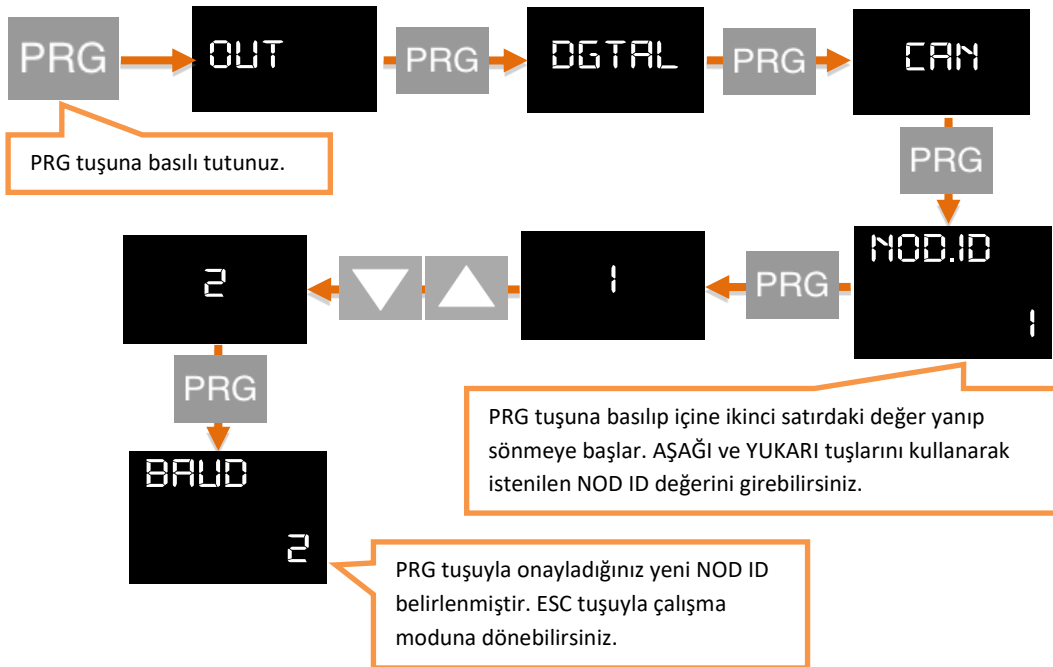 PRG
OUT
PRG
DGTAL
PRG
CAN
PRG tuşuna basılı tutunuz.
PRG
NOD.ID
1
PRG
1
2
PRG
PRG tuşuna basılıp içine ikinci satırdaki değer yanıp
sönmeye başlar. AŞAĞI ve YUKARI tuşlarını kullanarak
istenilen NOD ID değerini girebilirsiniz.
BAUD
2
PRG tuşuyla onayladığınız yeni NOD ID
belirlenmiştir. ESC tuşuyla çalışma
moduna dönebilirsiniz.